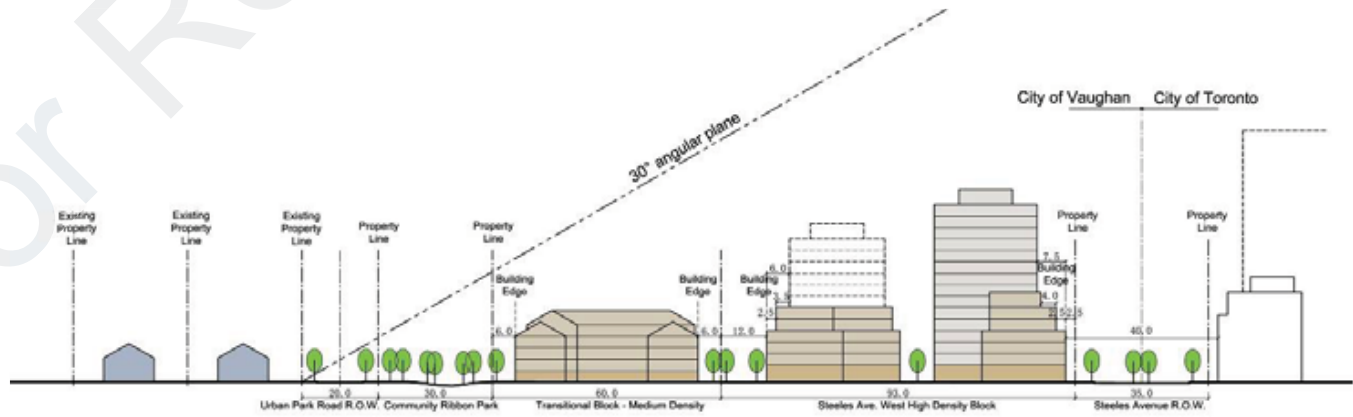 or R
City of Vaughan
City of Toronto
30° angular plane
Existing
Property
Line
Existing
Property
Line
Existing
Property
Line
Property
Line
Property
Line
Building
Edge
Building
Edge
Building
Edge
Building
Edge
Property
Line
Property
Line
6.0
6.0
12.0
6.0
2.5
7.5
4.0
2.5
2.5
40.0
20.0
30.0
60.0
93.0
35.0
Urban Park Road R.O.W.
Community Ribbon Park
Transitional Block - Medium Density
Steeles Ave. West High Density Block
Steeles Avenue R.O.W.